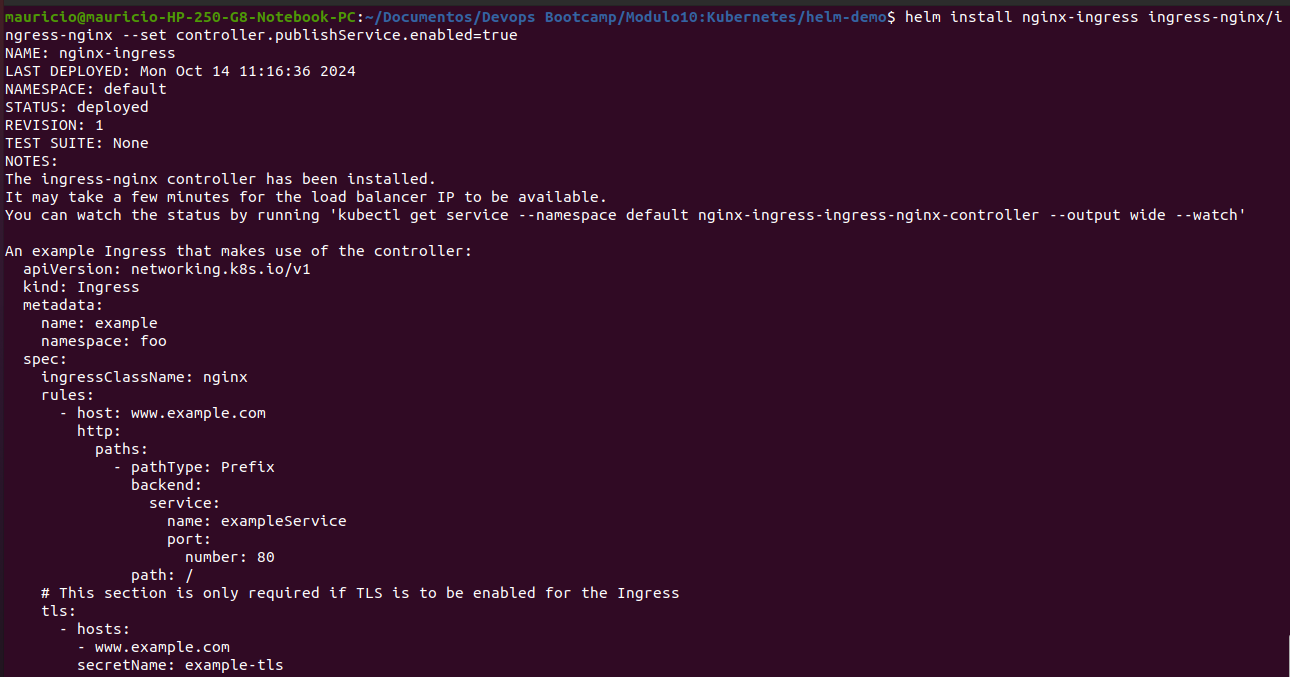 mauricio@mauricio-HP-250-G8-Notebook-PC:~/Documentos/Devops Bootcamp/Modulo10:Kubernetes/helm-demo$ helm install nginx-ingress ingress-nginx/i
ngress-nginx --set controller.publishService.enabled=true
NAME: nginx-ingress
LAST DEPLOYED: Mon Oct 14 11:16:36 2024
NAMESPACE: default
STATUS: deployed
REVISION: 1
TEST SUITE: None
NOTES:
The ingress-nginx controller has been installed.
It may take a few minutes for the load balancer IP to be available.
You can watch the status by running 'kubectl get service --namespace default nginx-ingress-ingress-nginx-controller --output wide --watch'

An example Ingress that makes use of the controller:
  apiVersion: networking.k8s.io/v1
  kind: Ingress
  metadata:
    name: example
    namespace: foo
  spec:
    ingressClassName: nginx
    rules:
      - host: www.example.com
        http:
          paths:
            - pathType: Prefix
              backend:
                service:
                  name: exampleService
                  port:
                    number: 80
              path: /
    # This section is only required if TLS is to be enabled for the Ingress
    tls:
      - hosts:
        - www.example.com
        secretName: example-tls